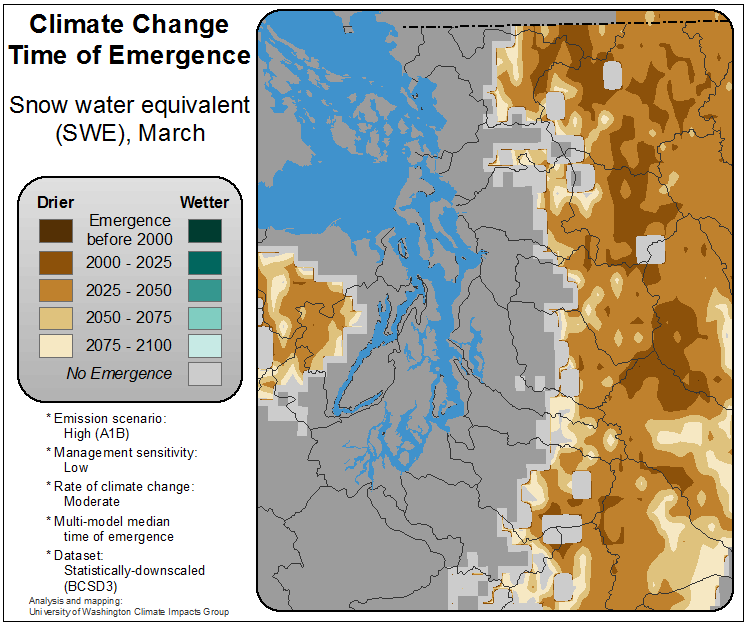 Climate Change
Time of Emergence
Snow water equivalent
(SWE), March
Drier Wetter
Emergence
before 2000
2000 - 2025
2025 - 2050
2050 - 2075
2075 - 2100
No Emergence
* Emission scenario:
High (A1B)
* Management sensitivity:
Low
* Rate of climate change:
Moderate
* Multi-model median
time of emergence
* Dataset:
Statistically-downscaled
(BCSD3)
Analysis and mapping:
University of Washington Climate Impacts Group